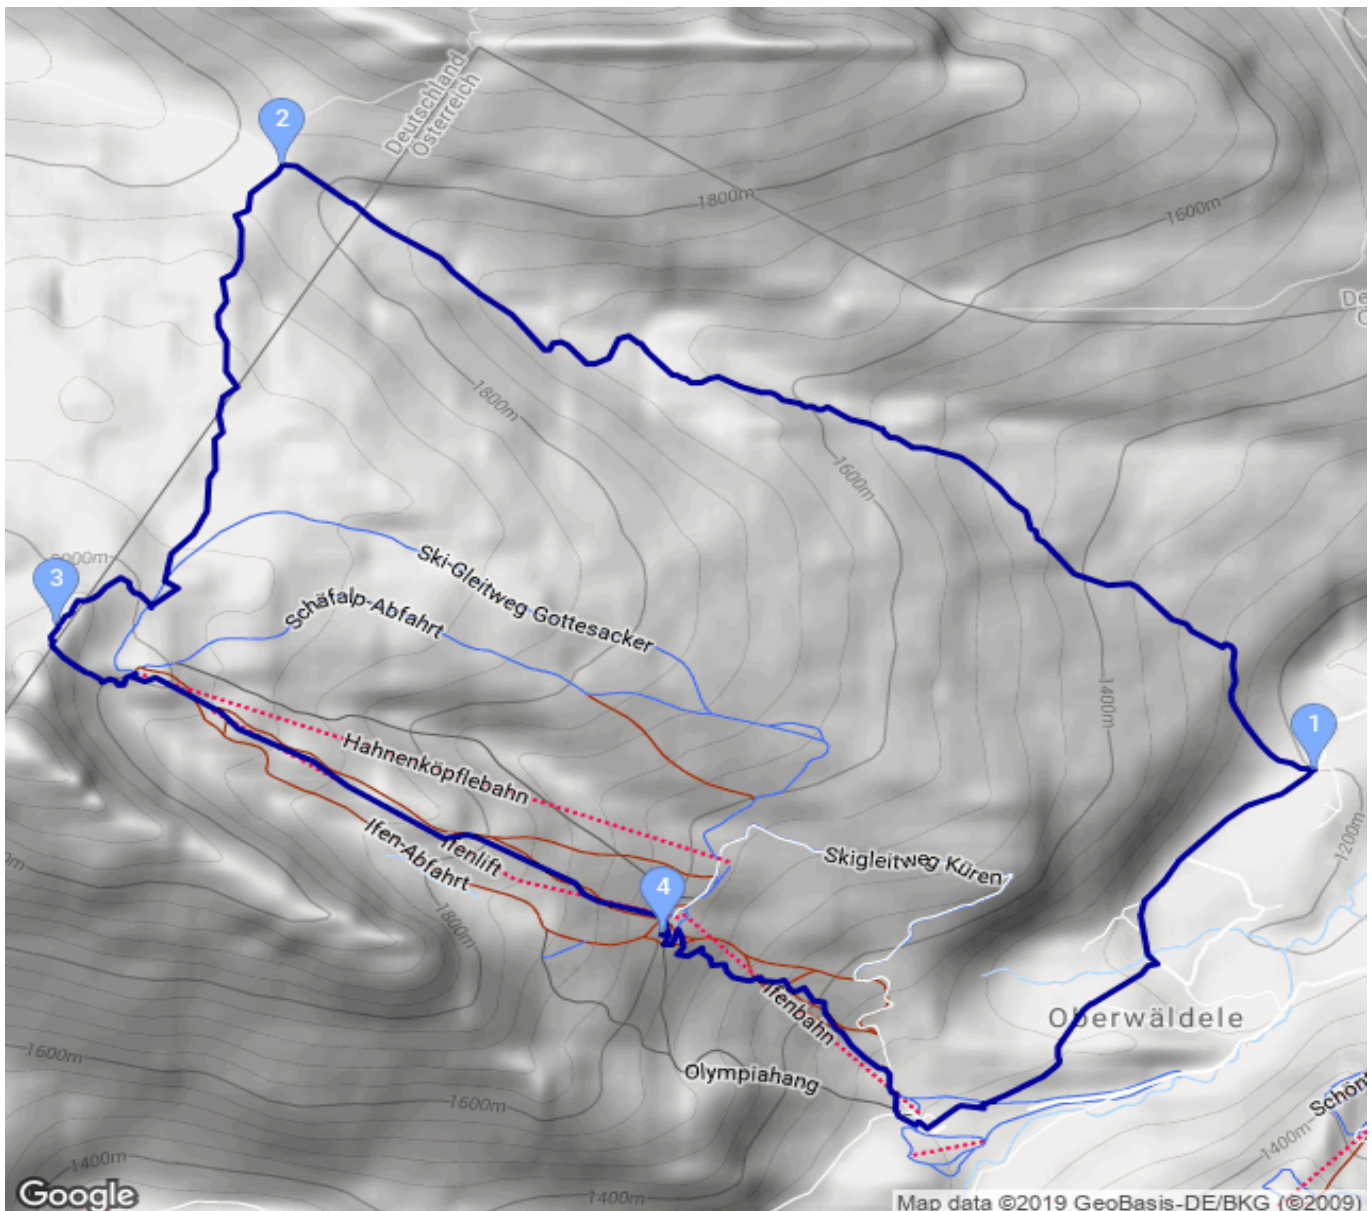 Deutschland
Österreich
2
1800m
1600m
De
1800m
1600m
2000m
3
Ski-Gleitweg Gottesacker
Schäfalp-Abfahrt
1400m
1
Hahnenköpflebahn
Ifenlift
Ifen-Abfahrt
Skigleitweg Küren
1200m
4
1800m
Ifenbahn
Oberwäldele
1600m
Olympiahang
1600m
Schönt
1400m
1400m
1400m
Google
Map data ©2019 GeoBasis-DE/BKG (©2009)